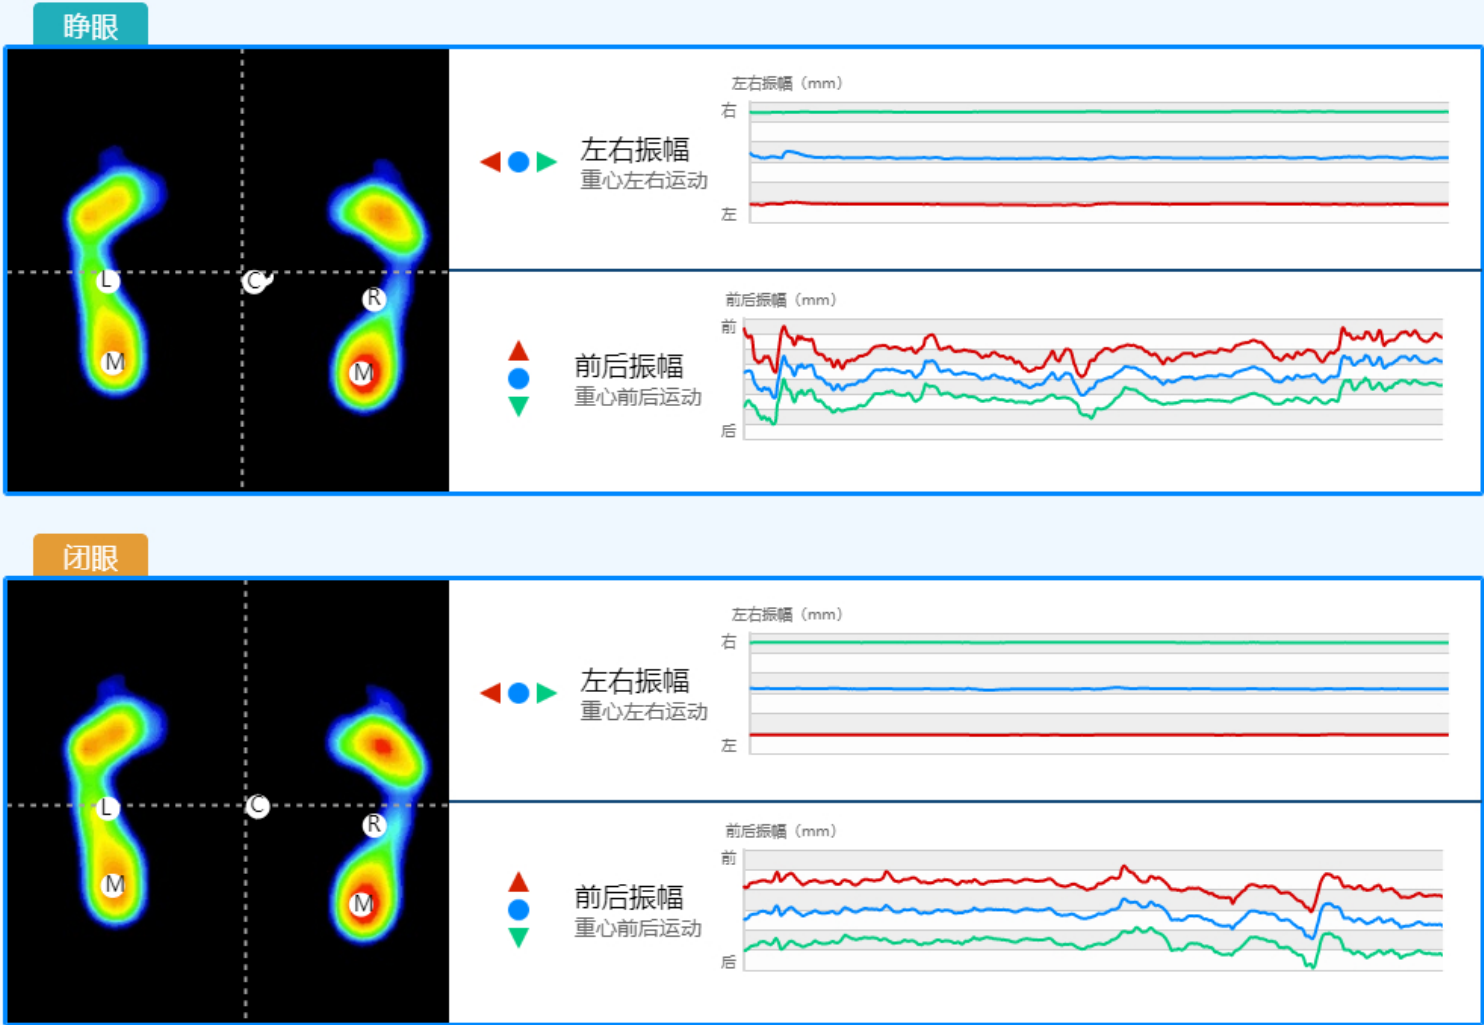 睁眼
L
C
R
M
M
左右振幅
重心左右运动
左右振幅（mm）
右
左
前后振幅
重心前后运动
前后振幅（mm）
前
后
闭眼
L
C
R
M
M
左右振幅
重心左右运动
左右振幅（mm）
右
左
前后振幅
重心前后运动
前后振幅（mm）
前
后